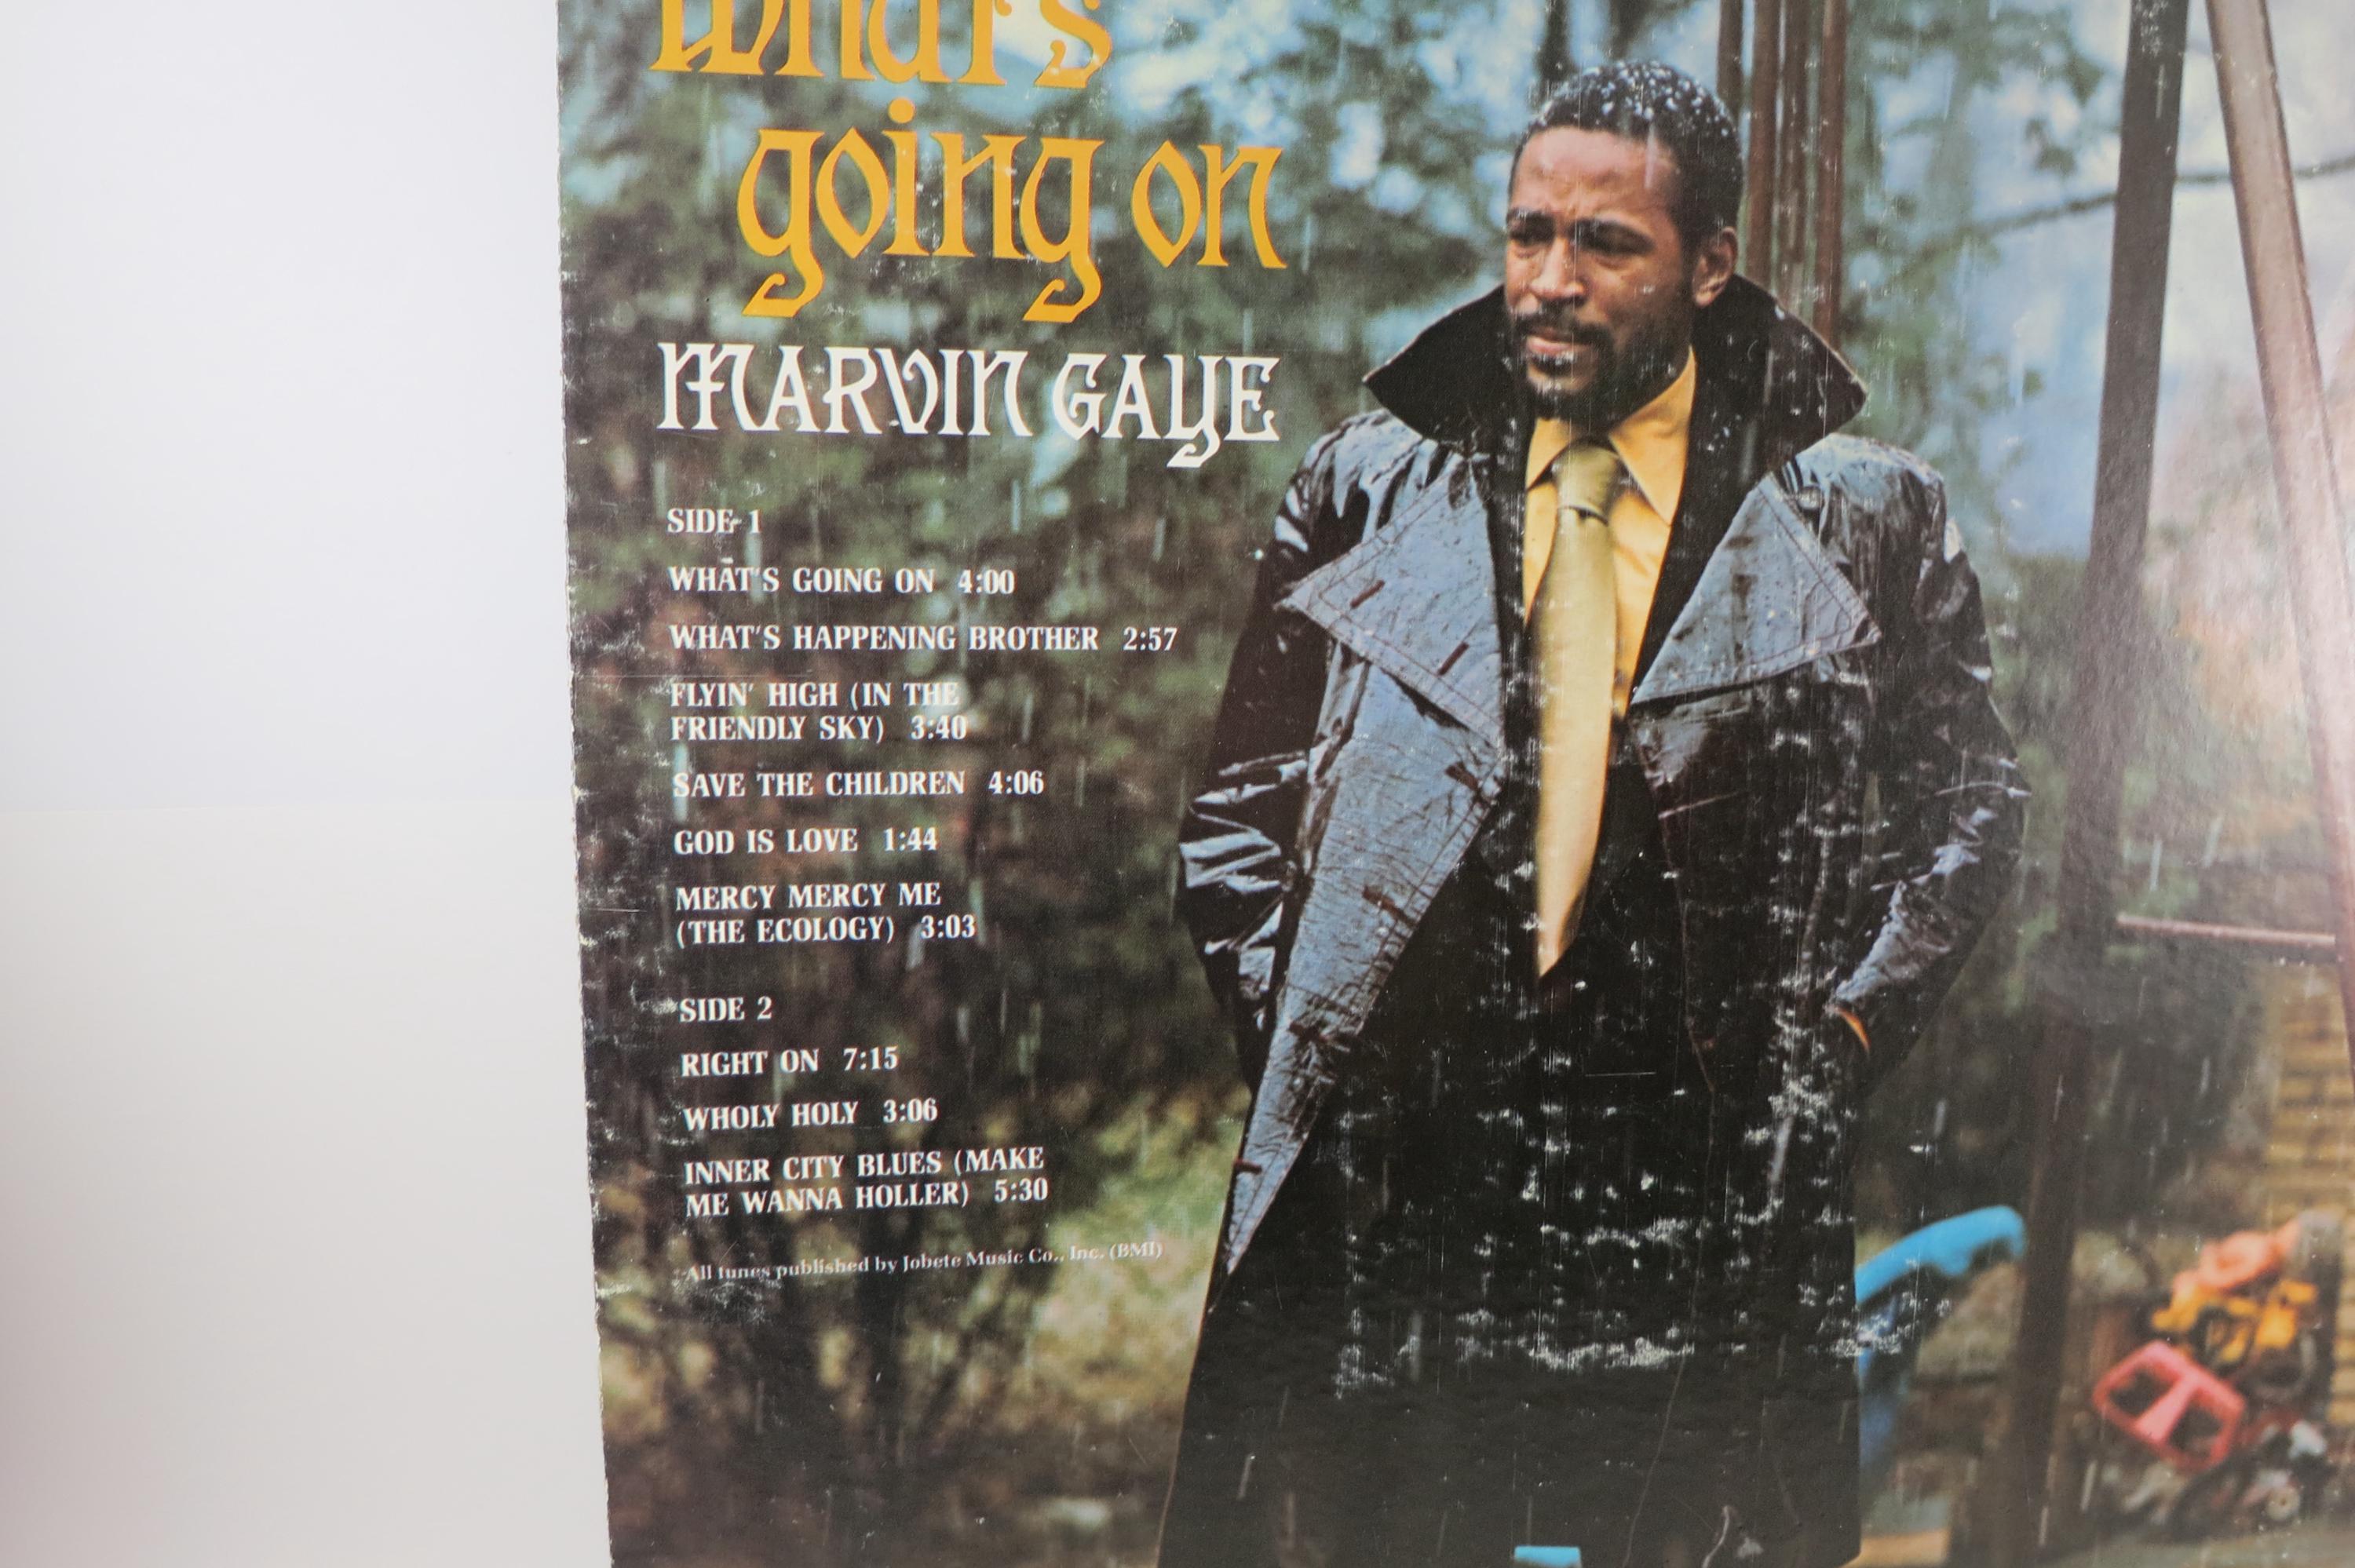 what's
going on
MARVIN GAYE
SIDE 1
WHAT'S GOING ON 4:00
WHAT'S HAPPENING BROTHER 2:57
FLYIN' HIGH (IN THE
FRIENDLY SKY) 3:40
SAVE THE CHILDREN 4:06
GOD IS LOVE 1:44
MERCY MERCY ME
(THE ECOLOGY) 3:03
SIDE 2
RIGHT ON 7:15
WHOLY HOLY 3:06
INNER CITY BLUES (MAKE
ME WANNA HOLLER) 5:30
All tunes published by Jobete Music Co., Inc. (BMI)